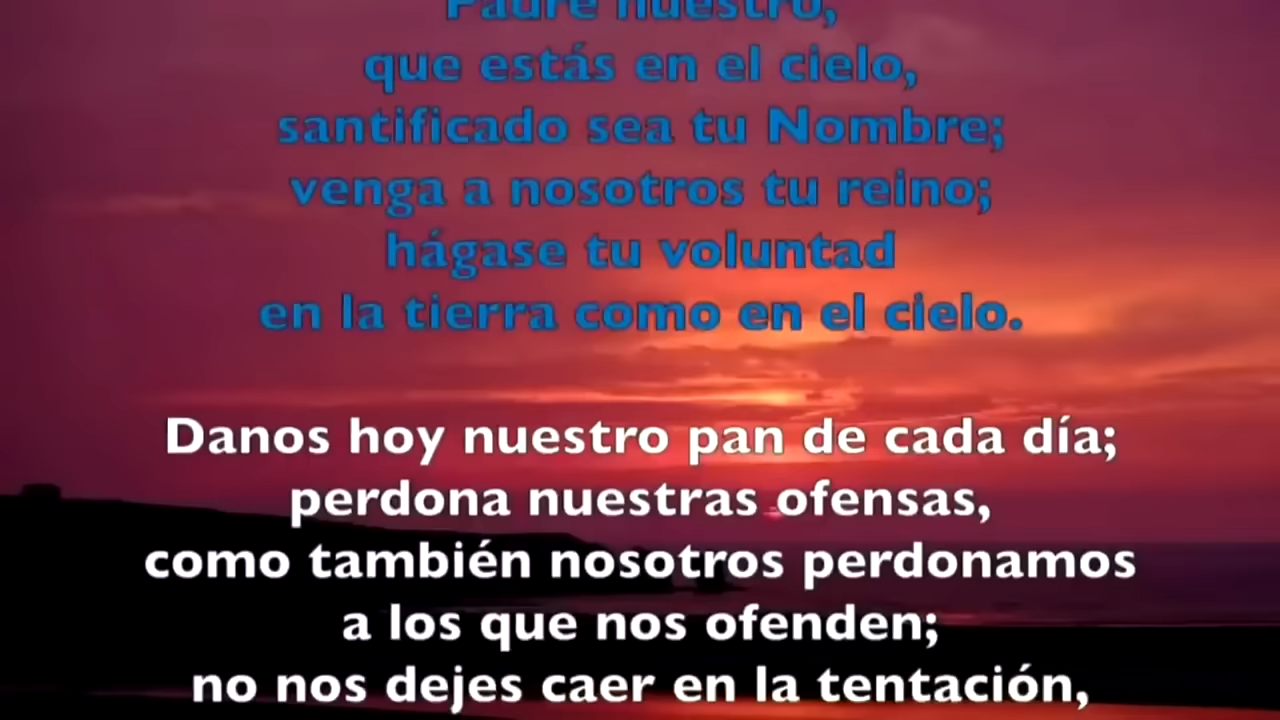 Padre nuestro,
que estás en el cielo,
santificado sea tu Nombre;
venga a nosotros tu reino;
hágase tu voluntad
en la tierra como en el cielo.
Danos hoy nuestro pan de cada día;
perdona nuestras ofensas,
como también nosotros perdonamos
a los que nos ofenden;
no nos dejes caer en la tentación,